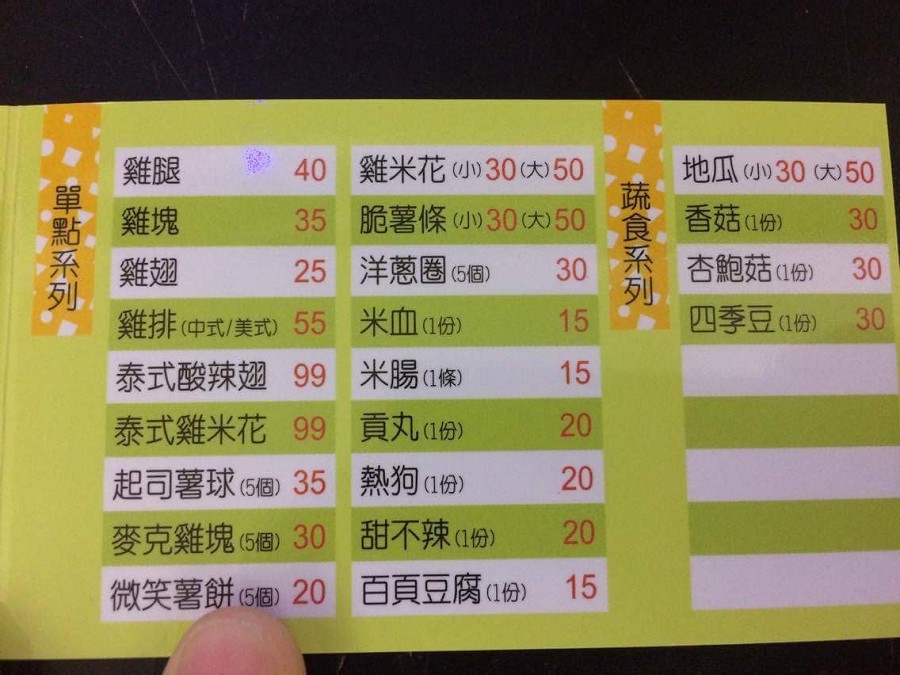 單點系列
雞腿 40
雞塊 35
雞翅 25
雞排(中式/美式) 55
泰式酸辣翅 99
泰式雞米花 99
起司薯球(5個) 35
麥克雞塊(5個) 30
微笑薯餅(5個) 20
雞米花(小)30(大)50
脆薯條(小)30(大)50
洋蔥圈(5個) 30
米血(1份) 15
米腸(1條) 15
貢丸(1份) 20
熱狗(1份) 20
甜不辣(1份) 20
百頁豆腐(1份) 15
蔬食系列
地瓜(小)30(大)50
香菇(1份) 30
杏鮑菇(1份) 30
四季豆(1份) 30